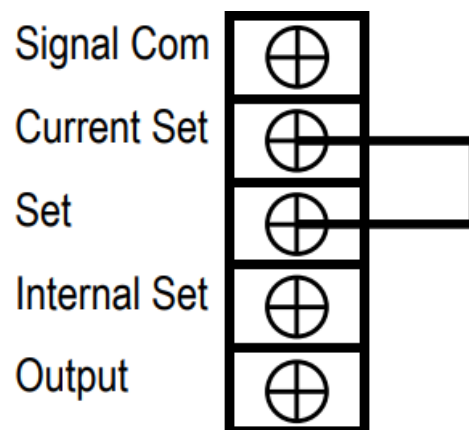 Signal Com
Current Set
Set
Internal Set
Output